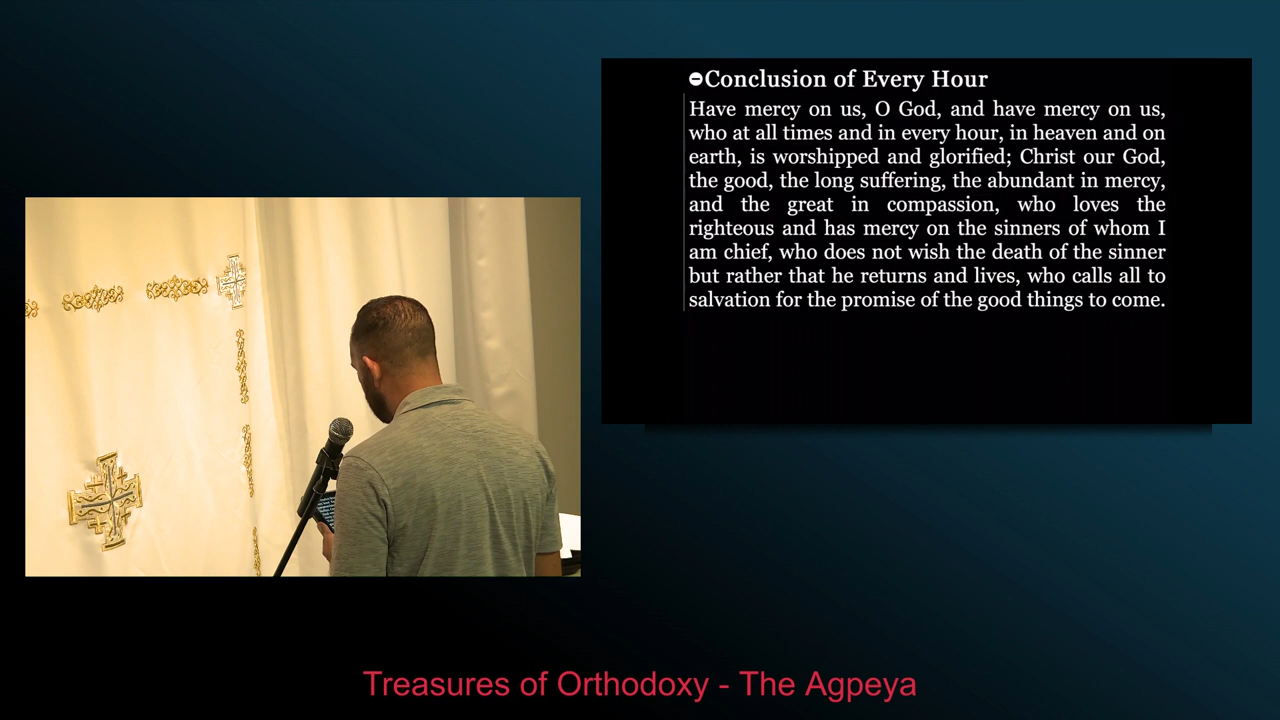 Conclusion of Every Hour
Have mercy on us, O God, and have mercy on us,
who at all times and in every hour, in heaven and on
earth, is worshipped and glorified; Christ our God,
the good, the long suffering, the abundant in mercy,
and the great in compassion, who loves the
righteous and has mercy on the sinners of whom I
am chief, who does not wish the death of the sinner
but rather that he returns and lives, who calls all to
salvation for the promise of the good things to come.
Treasures of Orthodoxy - The Agpeya